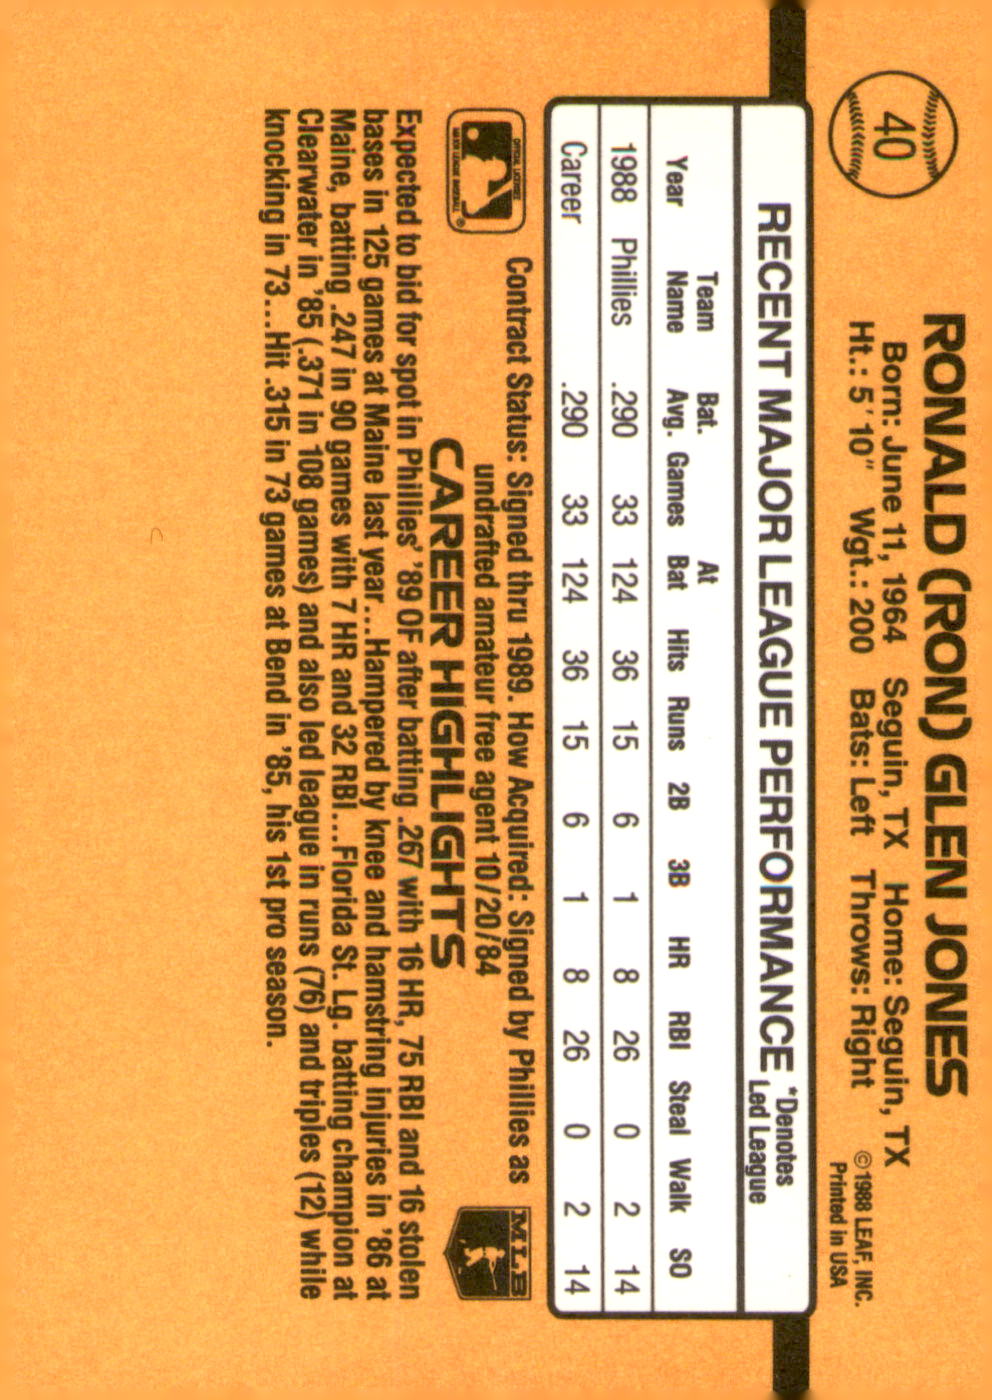 40
RONALD (RON) GLEN JONES
Born: June 11, 1964 Seguin, TX Home: Seguin, TX
Ht.: 5'10" Wgt.: 200 Bats: Left Throws: Right
©1988 LEAF, INC.
Printed in USA
RECENT MAJOR LEAGUE PERFORMANCE *Denotes
Led League
Year Team Name Bat. Avg. Games At Bat Hits Runs 2B 3B HR RBI Steal Walk SO
1988 Phillies .290 33 124 36 15 6 1 8 26 0 2 14
Career .290 33 124 36 15 6 1 8 26 0 2 14
OFFICIAL LICENSEE
MAJOR LEAGUE BASEBALL ®
Contract Status: Signed thru 1989. How Acquired: Signed by Phillies as
undrafted amateur free agent 10/20/84
MLB
CAREER HIGHLIGHTS
Expected to bid for spot in Phillies' '89 OF after batting .267 with 16 HR, 75 RBI and 16 stolen
bases in 125 games at Maine last year...Hampered by knee and hamstring injuries in '86 at
Maine, batting .247 in 90 games with 7 HR and 32 RBI...Florida St. Lg. batting champion at
Clearwater in '85 (.371 in 108 games) and also led league in runs (76) and triples (12) while
knocking in 73...Hit .315 in 73 games at Bend in '85, his 1st pro season.